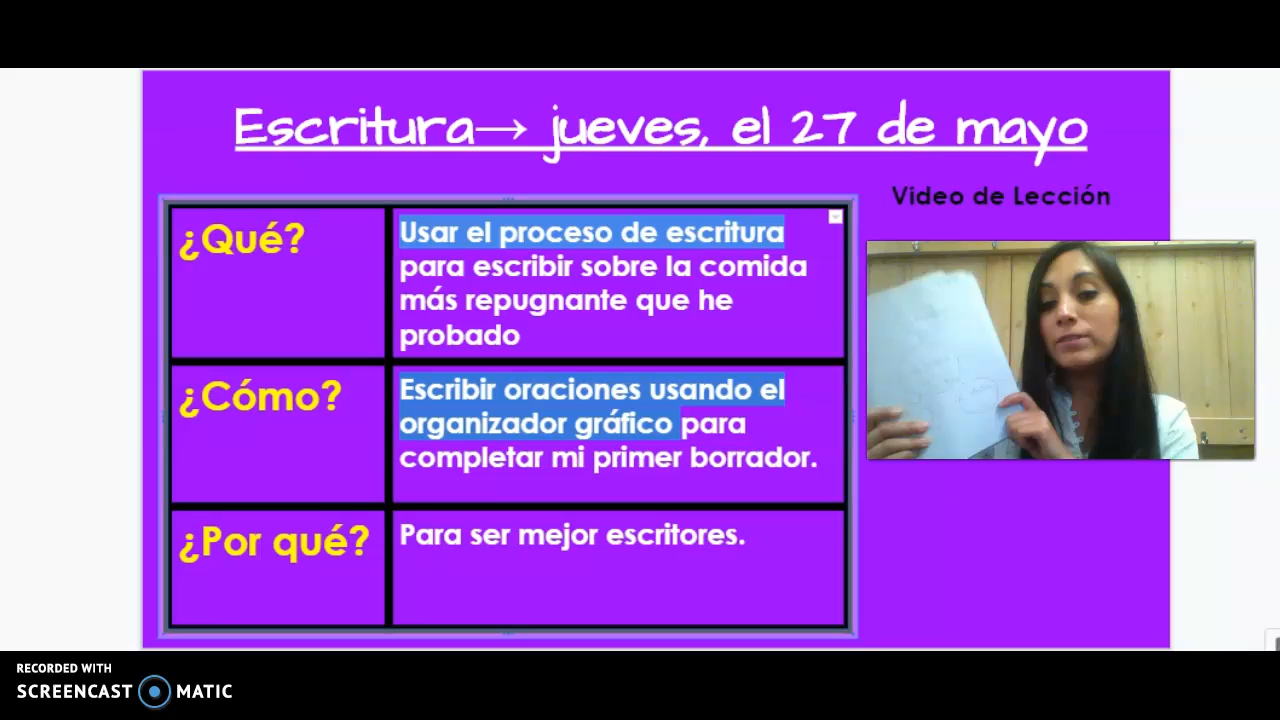 Escritura→ jueves, el 27 de mayo
Video de Lección
¿Qué?
Usar el proceso de escritura
para escribir sobre la comida
más repugnante que he
probado
¿Cómo?
Escribir oraciones usando el
organizador gráfico para
completar mi primer borrador.
¿Por qué?
Para ser mejor escritores.
RECORDED WITH
SCREENCAST MATIC